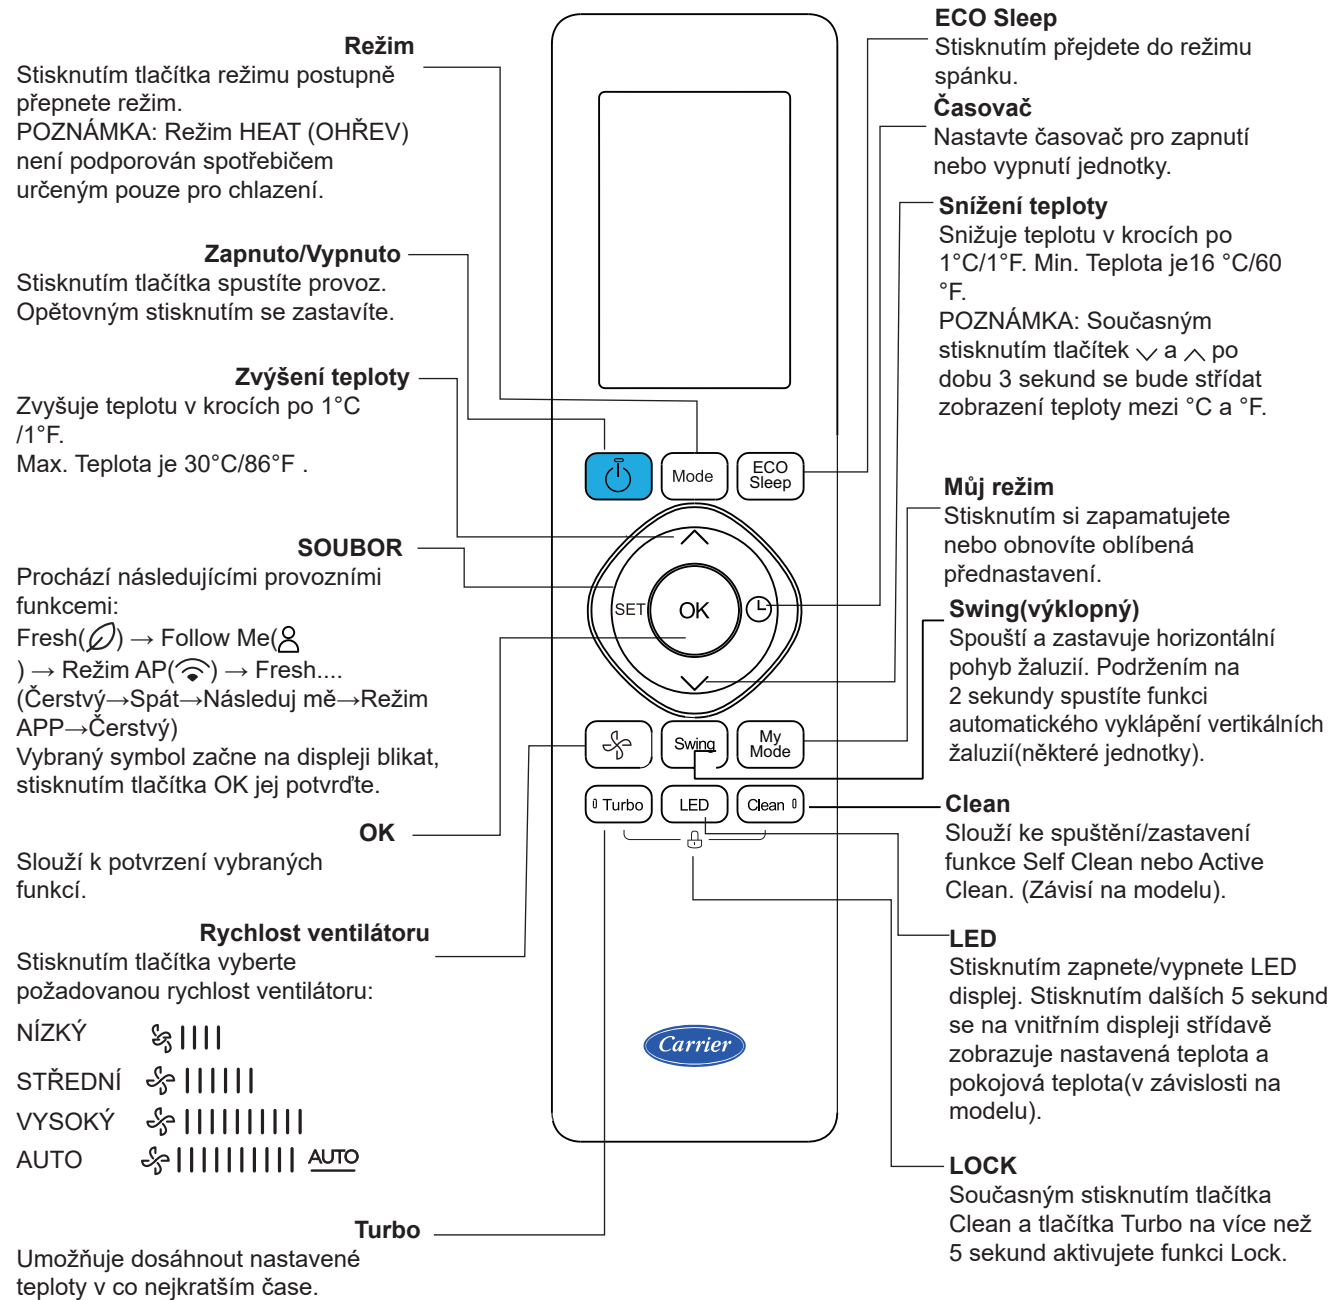 Režim
Stisknutím tlačítka režimu postupně
přepnete režim.
POZNÁMKA: Režim HEAT (OHŘEV)
není podporován spotřebičem
určeným pouze pro chlazení.
Zapnuto/Vypnuto
Stisknutím tlačítka spustíte provoz.
Opětovným stisknutím se zastavíte.
Zvýšení teploty
Zvyšuje teplotu v krocích po 1°C
/1°F.
Max. Teplota je 30°C/86°F .
SOUBOR
Prochází následujícími provozními
funkcemi:
Fresh( ) → Follow Me(
) → Režim AP( ) → Fresh....
(Čerstvý→Spát→Následuj mě→Režim
APP→Čerstvý)
Vybraný symbol začne na displeji blikat,
stisknutím tlačítka OK jej potvrďte.
OK
Slouží k potvrzení vybraných
funkcí.
Rychlost ventilátoru
Stisknutím tlačítka vyberte
požadovanou rychlost ventilátoru:
NÍZKÝ
STŘEDNÍ
VYSOKÝ
AUTO AUTO
Turbo
Umožňuje dosáhnout nastavené
teploty v co nejkratším čase.
Mode
ECO
Sleep
SET
OK
Swing
My
Mode
Turbo
LED
Clean
Carrier
ECO Sleep
Stisknutím přejdete do režimu
spánku.
Časovač
Nastavte časovač pro zapnutí
nebo vypnutí jednotky.
Snížení teploty
Snižuje teplotu v krocích po
1°C/1°F. Min. Teplota je16 °C/60
°F.
POZNÁMKA: Současným
stisknutím tlačítek a po
dobu 3 sekund se bude střídat
zobrazení teploty mezi °C a °F.
Můj režim
Stisknutím si zapamatujete
nebo obnovíte oblíbená
přednastavení.
Swing(výklopný)
Spouští a zastavuje horizontální
pohyb žaluzií. Podržením na
2 sekundy spustíte funkci
automatického vyklápění vertikálních
žaluzií(některé jednotky).
Clean
Slouží ke spuštění/zastavení
funkce Self Clean nebo Active
Clean. (Závisí na modelu).
LED
Stisknutím zapnete/vypnete LED
displej. Stisknutím dalších 5 sekund
se na vnitřním displeji střídavě
zobrazuje nastavená teplota a
pokojová teplota(v závislosti na
modelu).
LOCK
Současným stisknutím tlačítka
Clean a tlačítka Turbo na více než
5 sekund aktivujete funkci Lock.